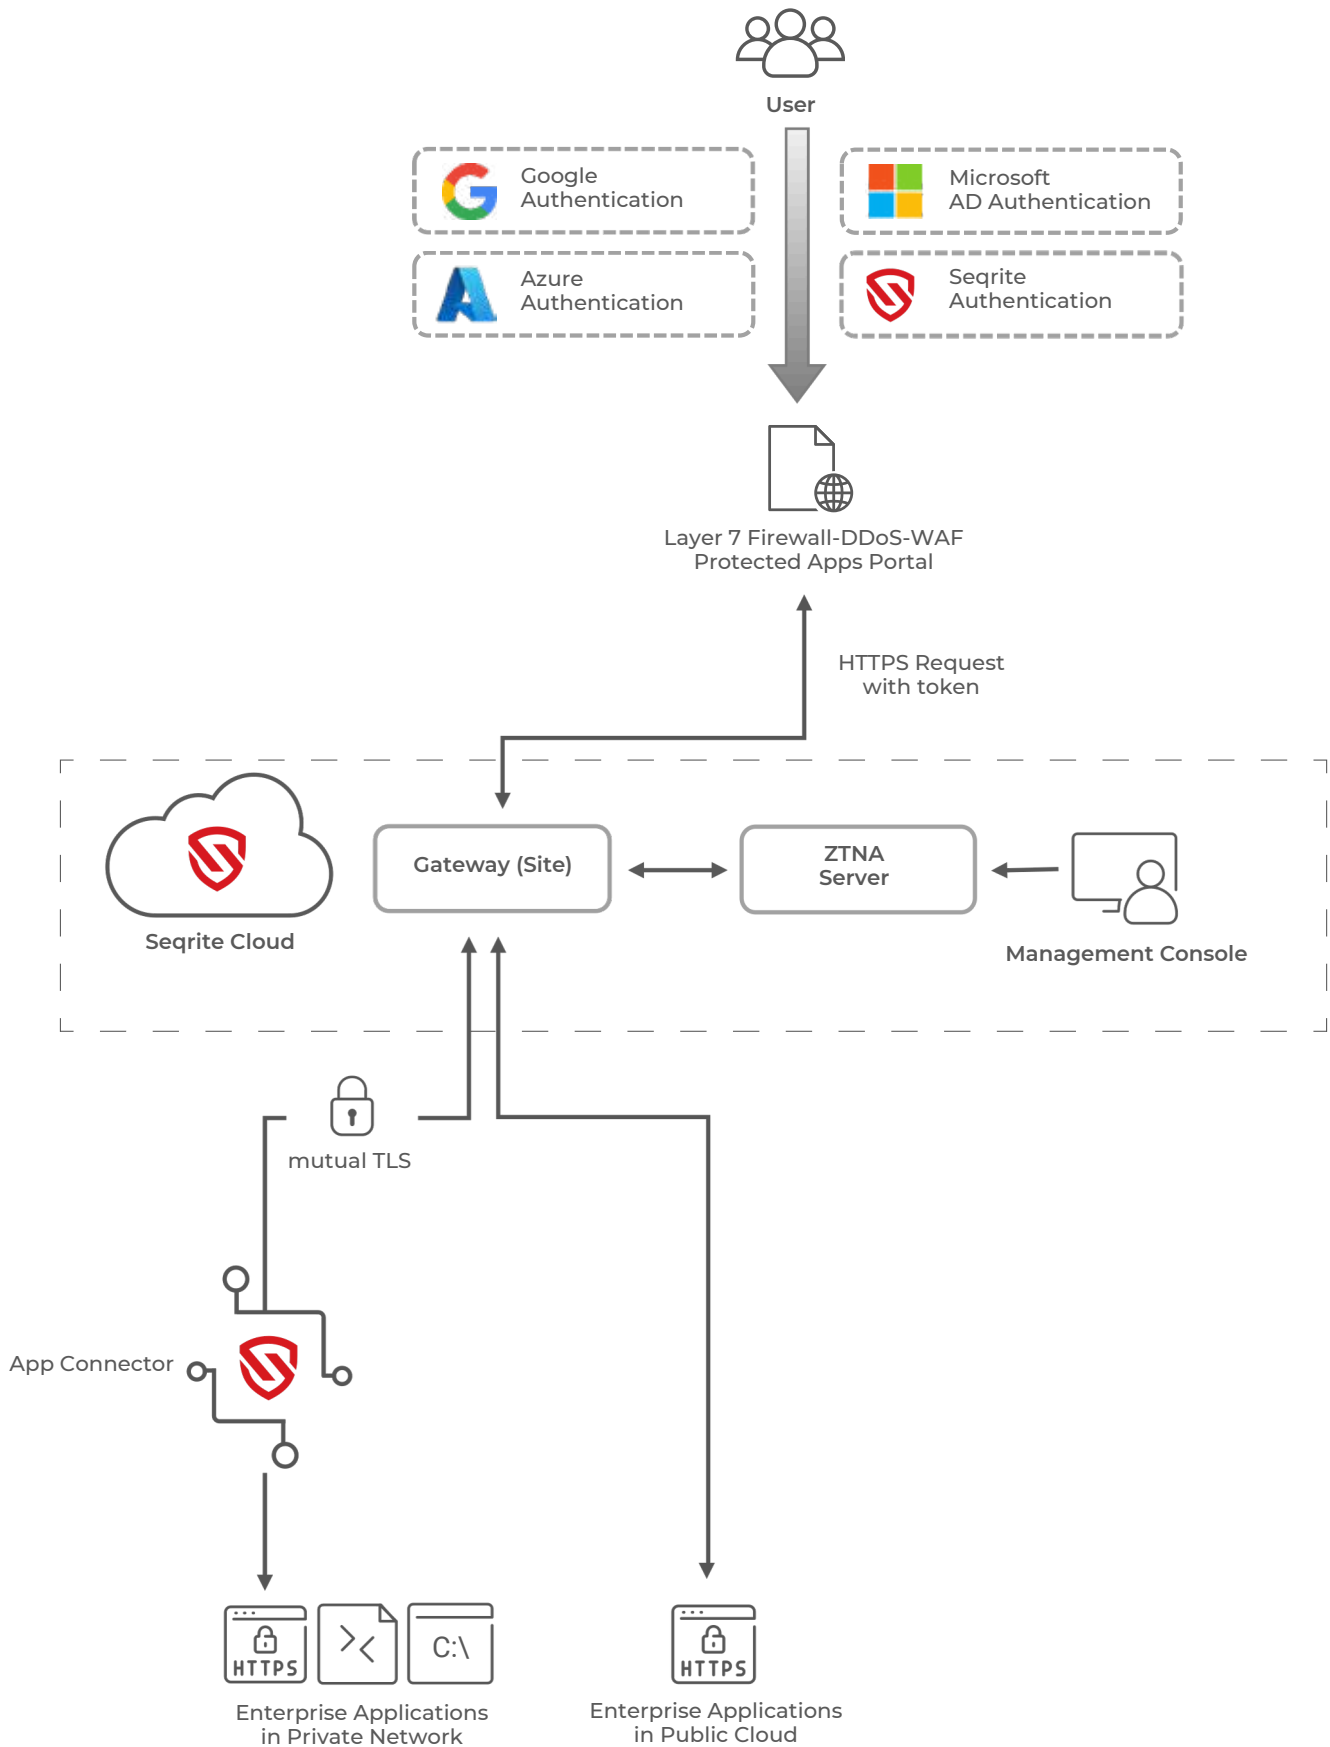 User
Google
Authentication
Microsoft
AD Authentication
Azure
Authentication
Seqrite
Authentication
Layer 7 Firewall-DDoS-WAF
Protected Apps Portal
HTTPS Request
with token
Gateway (Site)
ZTNA
Server
Seqrite Cloud
Management Console
mutual TLS
App Connector
HTTPS
C:\
HTTPS
Enterprise Applications
in Private Network
Enterprise Applications
in Public Cloud